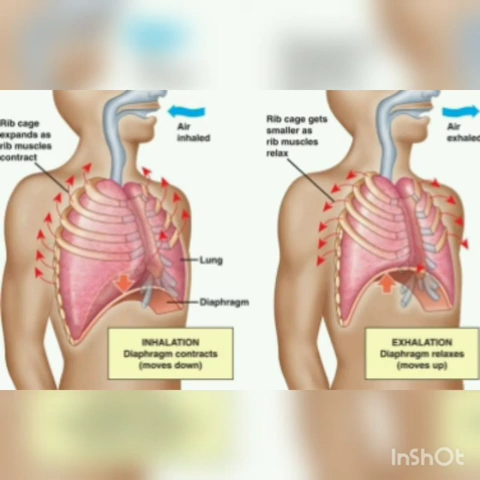 Rib cage
expands as
rib muscles
contract
Air
inhaled
Lung
Diaphragm
INHALATION
Diaphragm contracts
(moves down)
Rib cage gets
smaller as
rib muscles
relax
Air
exhaled
EXHALATION
Diaphragm relaxes
(moves up)
InShOt